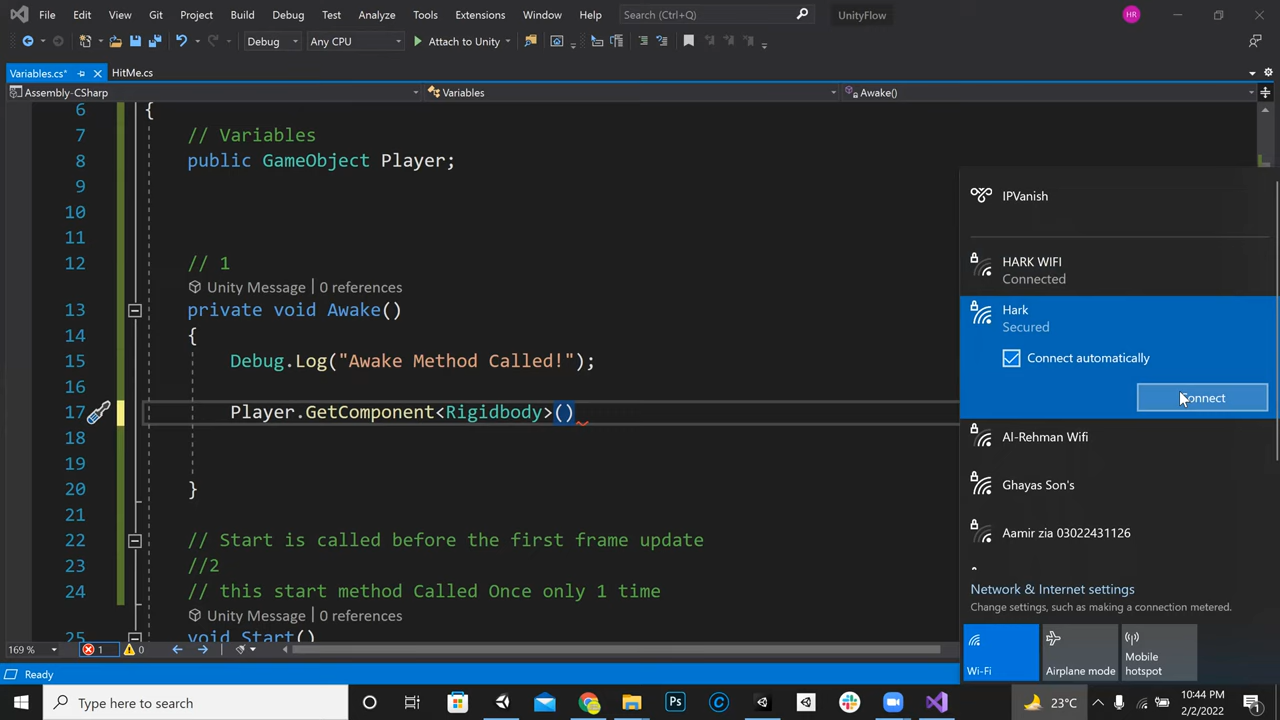 File Edit View Git Project Build Debug Test Analyze Tools Extensions Window Help Search (Ctrl+Q) UnityFlow HR
Debug Any CPU Attach to Unity
Variables.cs* HitMe.cs
Assembly-CSharp Variables Awake()
6 {
7 // Variables
8 public GameObject Player;
9
10
11
12 // 1
Unity Message | 0 references
13 private void Awake()
14 {
15 Debug.Log("Awake Method Called!");
16
17 Player.GetComponent<Rigidbody>()
18
19
20 }
21
22 // Start is called before the first frame update
23 //2
24 // this start method Called Once only 1 time
Unity Message | 0 references
25 void Start()
169 % 1 0
Ready
IPVanish
HARK WIFI
Connected
Hark
Secured
Connect automatically
Connect
Al-Rehman Wifi
Ghayas Son's
Aamir zia 03022431126
Network & Internet settings
Change settings, such as making a connection metered.
Wi-Fi
Airplane mode
Mobile
hotspot
Type here to search
23°C
10:44 PM
2/2/2022
1